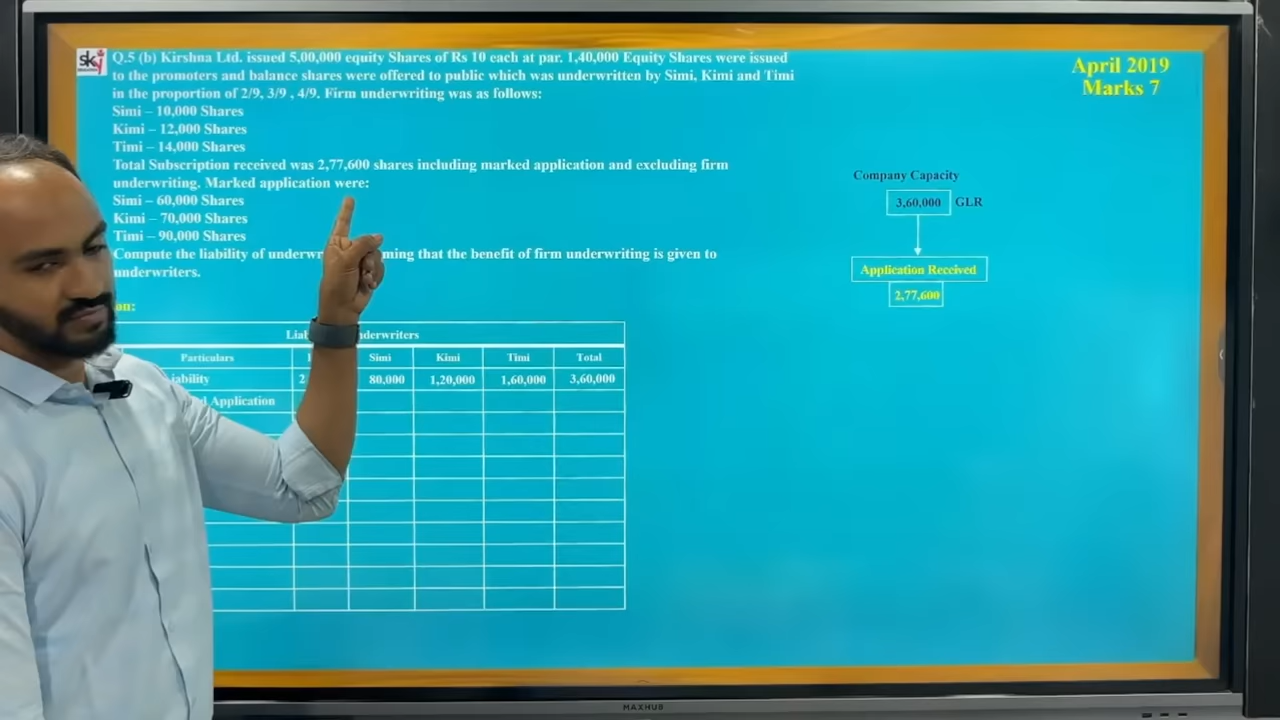 sky
Q.5 (b) Kirshna Ltd. issued 5,00,000 equity Shares of Rs 10 each at par. 1,40,000 Equity Shares were issued
to the promoters and balance shares were offered to public which was underwritten by Simi, Kimi and Timi
in the proportion of 2/9, 3/9 , 4/9. Firm underwriting was as follows:
Simi – 10,000 Shares
Kimi – 12,000 Shares
Timi – 14,000 Shares
Total Subscription received was 2,77,600 shares including marked application and excluding firm
underwriting. Marked application were:
Simi – 60,000 Shares
Kimi – 70,000 Shares
Timi – 90,000 Shares
Compute the liability of underwr ming that the benefit of firm underwriting is given to
underwriters.
on:
April 2019
Marks 7
Company Capacity
3,60,000 GLR
Application Received
2,77,600
Liab nderwriters
Particulars Simi Kimi Timi Total
iability 2 80,000 1,20,000 1,60,000 3,60,000
d Application
MAXHUB